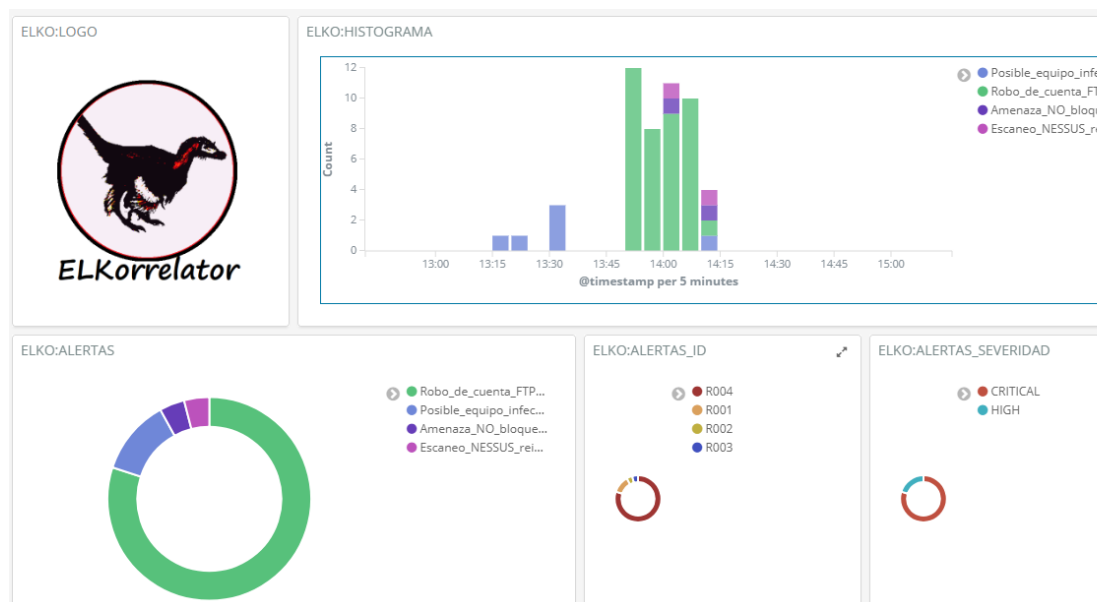 ELKO:LOGO
ELKorrelator
ELKO:HISTOGRAMA
Count
12
10
8
6
4
2
0
13:00 13:15 13:30 13:45 14:00 14:15 14:30 14:45 15:00
@timestamp per 5 minutes
Posible_equipo_infe
Robo_de_cuenta_FT
Amenaza_NO_bloqu
Escaneo_NESSUS_re
ELKO:ALERTAS
Robo_de_cuenta_FTP...
Posible_equipo_infec...
Amenaza_NO_bloque...
Escaneo_NESSUS_rei...
ELKO:ALERTAS_ID
R004
R001
R002
R003
ELKO:ALERTAS_SEVERIDAD
CRITICAL
HIGH